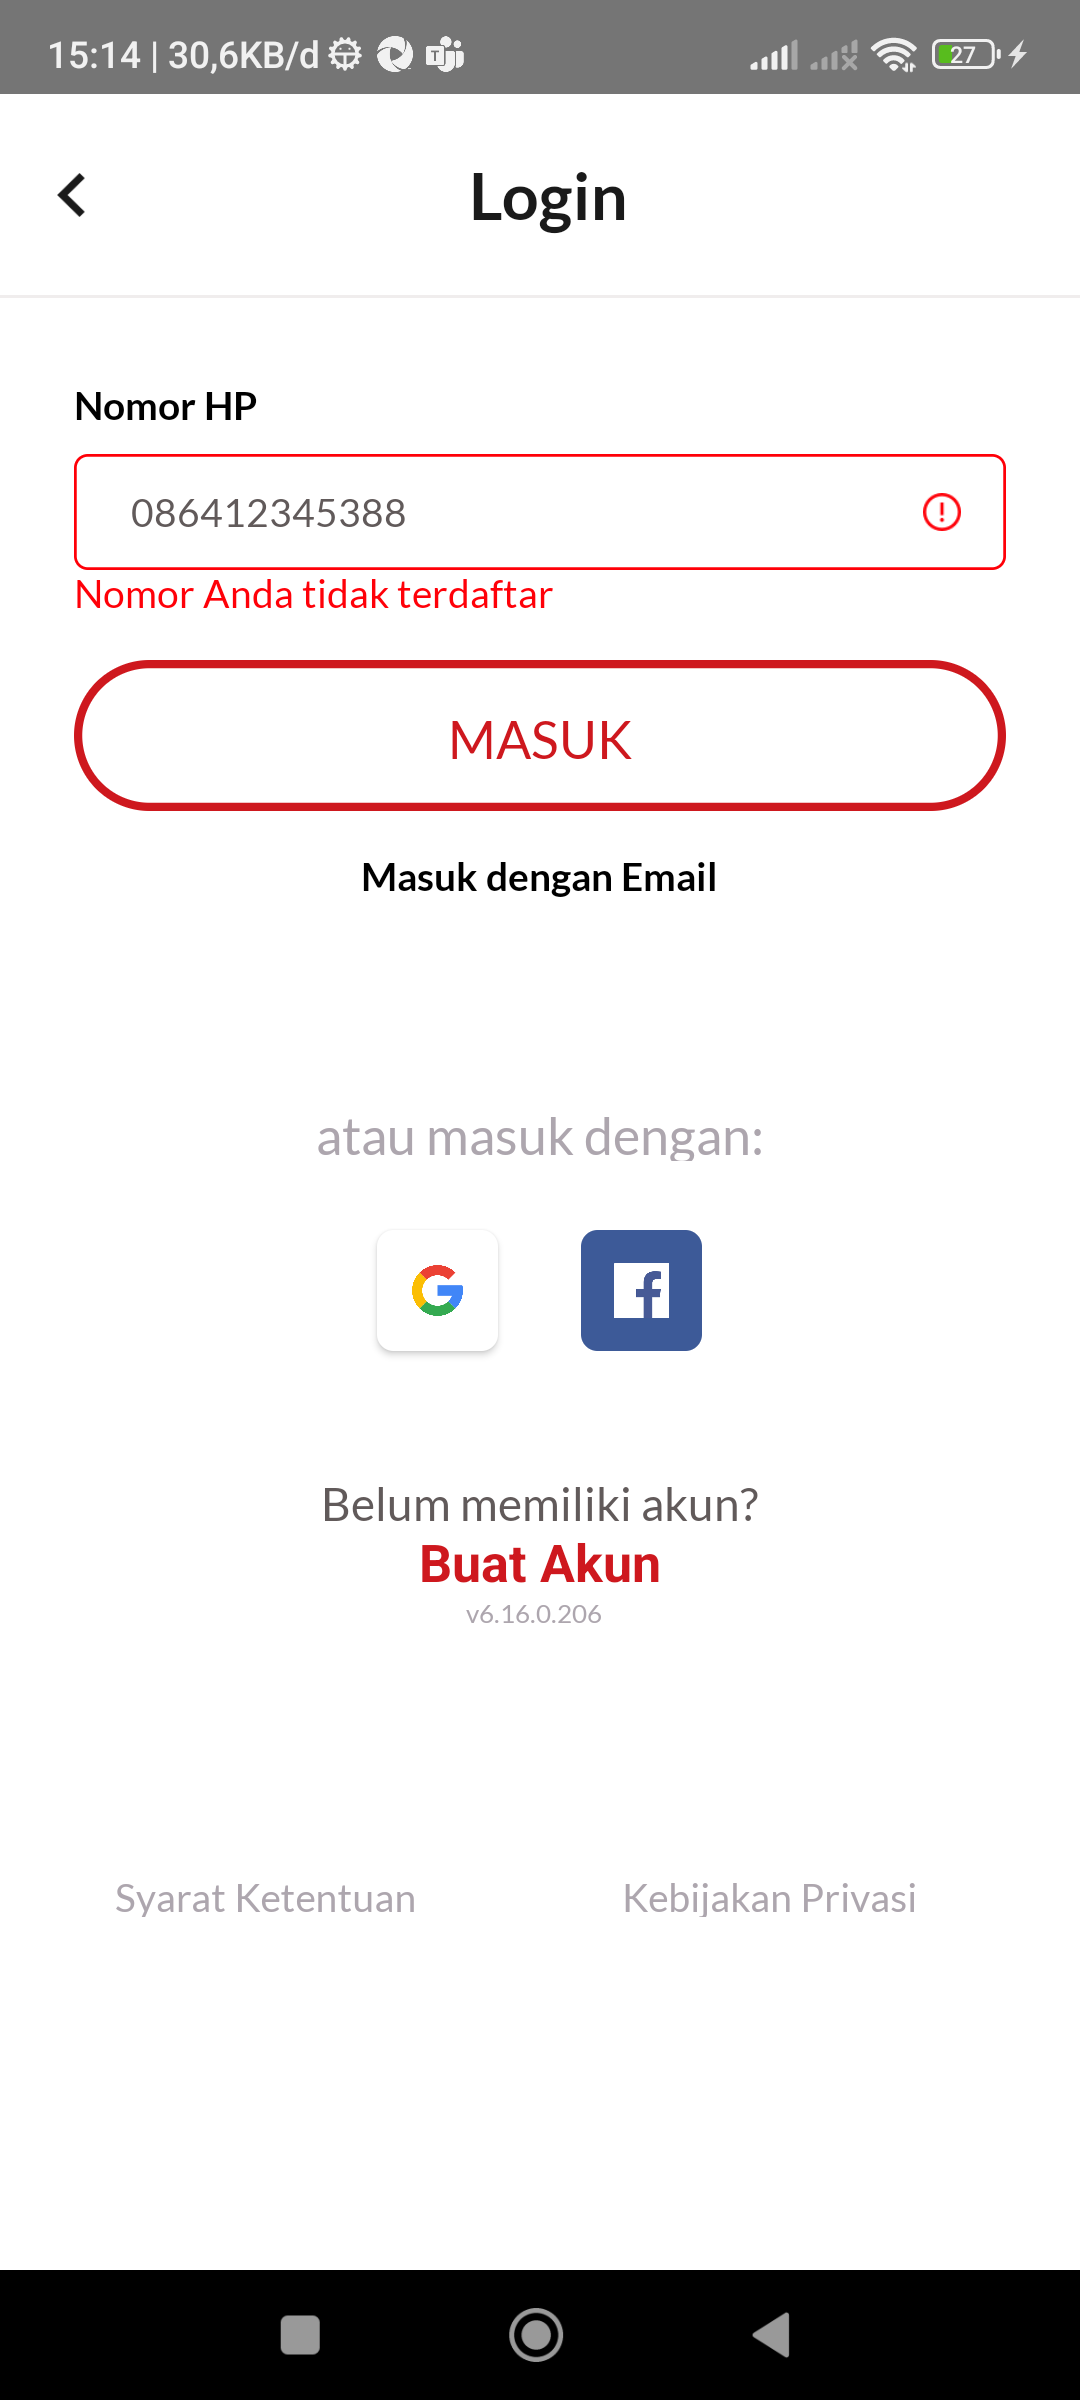 15:14 | 30,6KB/d
27
Login
Nomor HP
086412345388
Nomor Anda tidak terdaftar
MASUK
Masuk dengan Email
atau masuk dengan:
Belum memiliki akun?
Buat Akun
v6.16.0.206
Syarat Ketentuan
Kebijakan Privasi